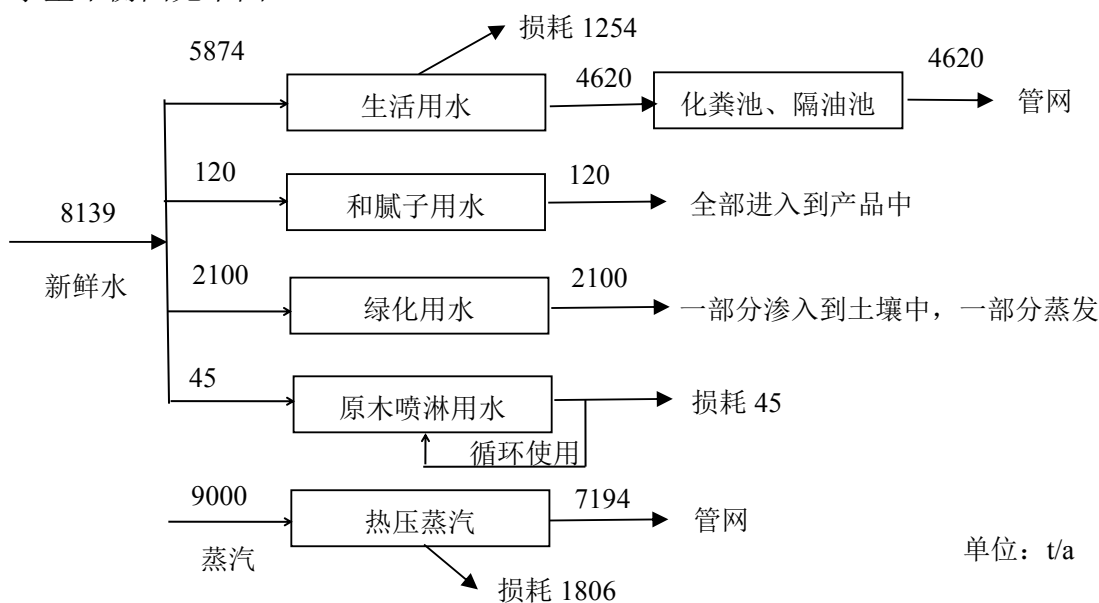 损耗 1254
5874
生活用水
4620
化粪池、隔油池
4620
管网
120
和腻子用水
120
全部进入到产品中
8139
新鲜水
2100
绿化用水
2100
一部分渗入到土壤中，一部分蒸发
45
原木喷淋用水
损耗 45
循环使用
9000
蒸汽
热压蒸汽
7194
管网
损耗 1806
单位：t/a